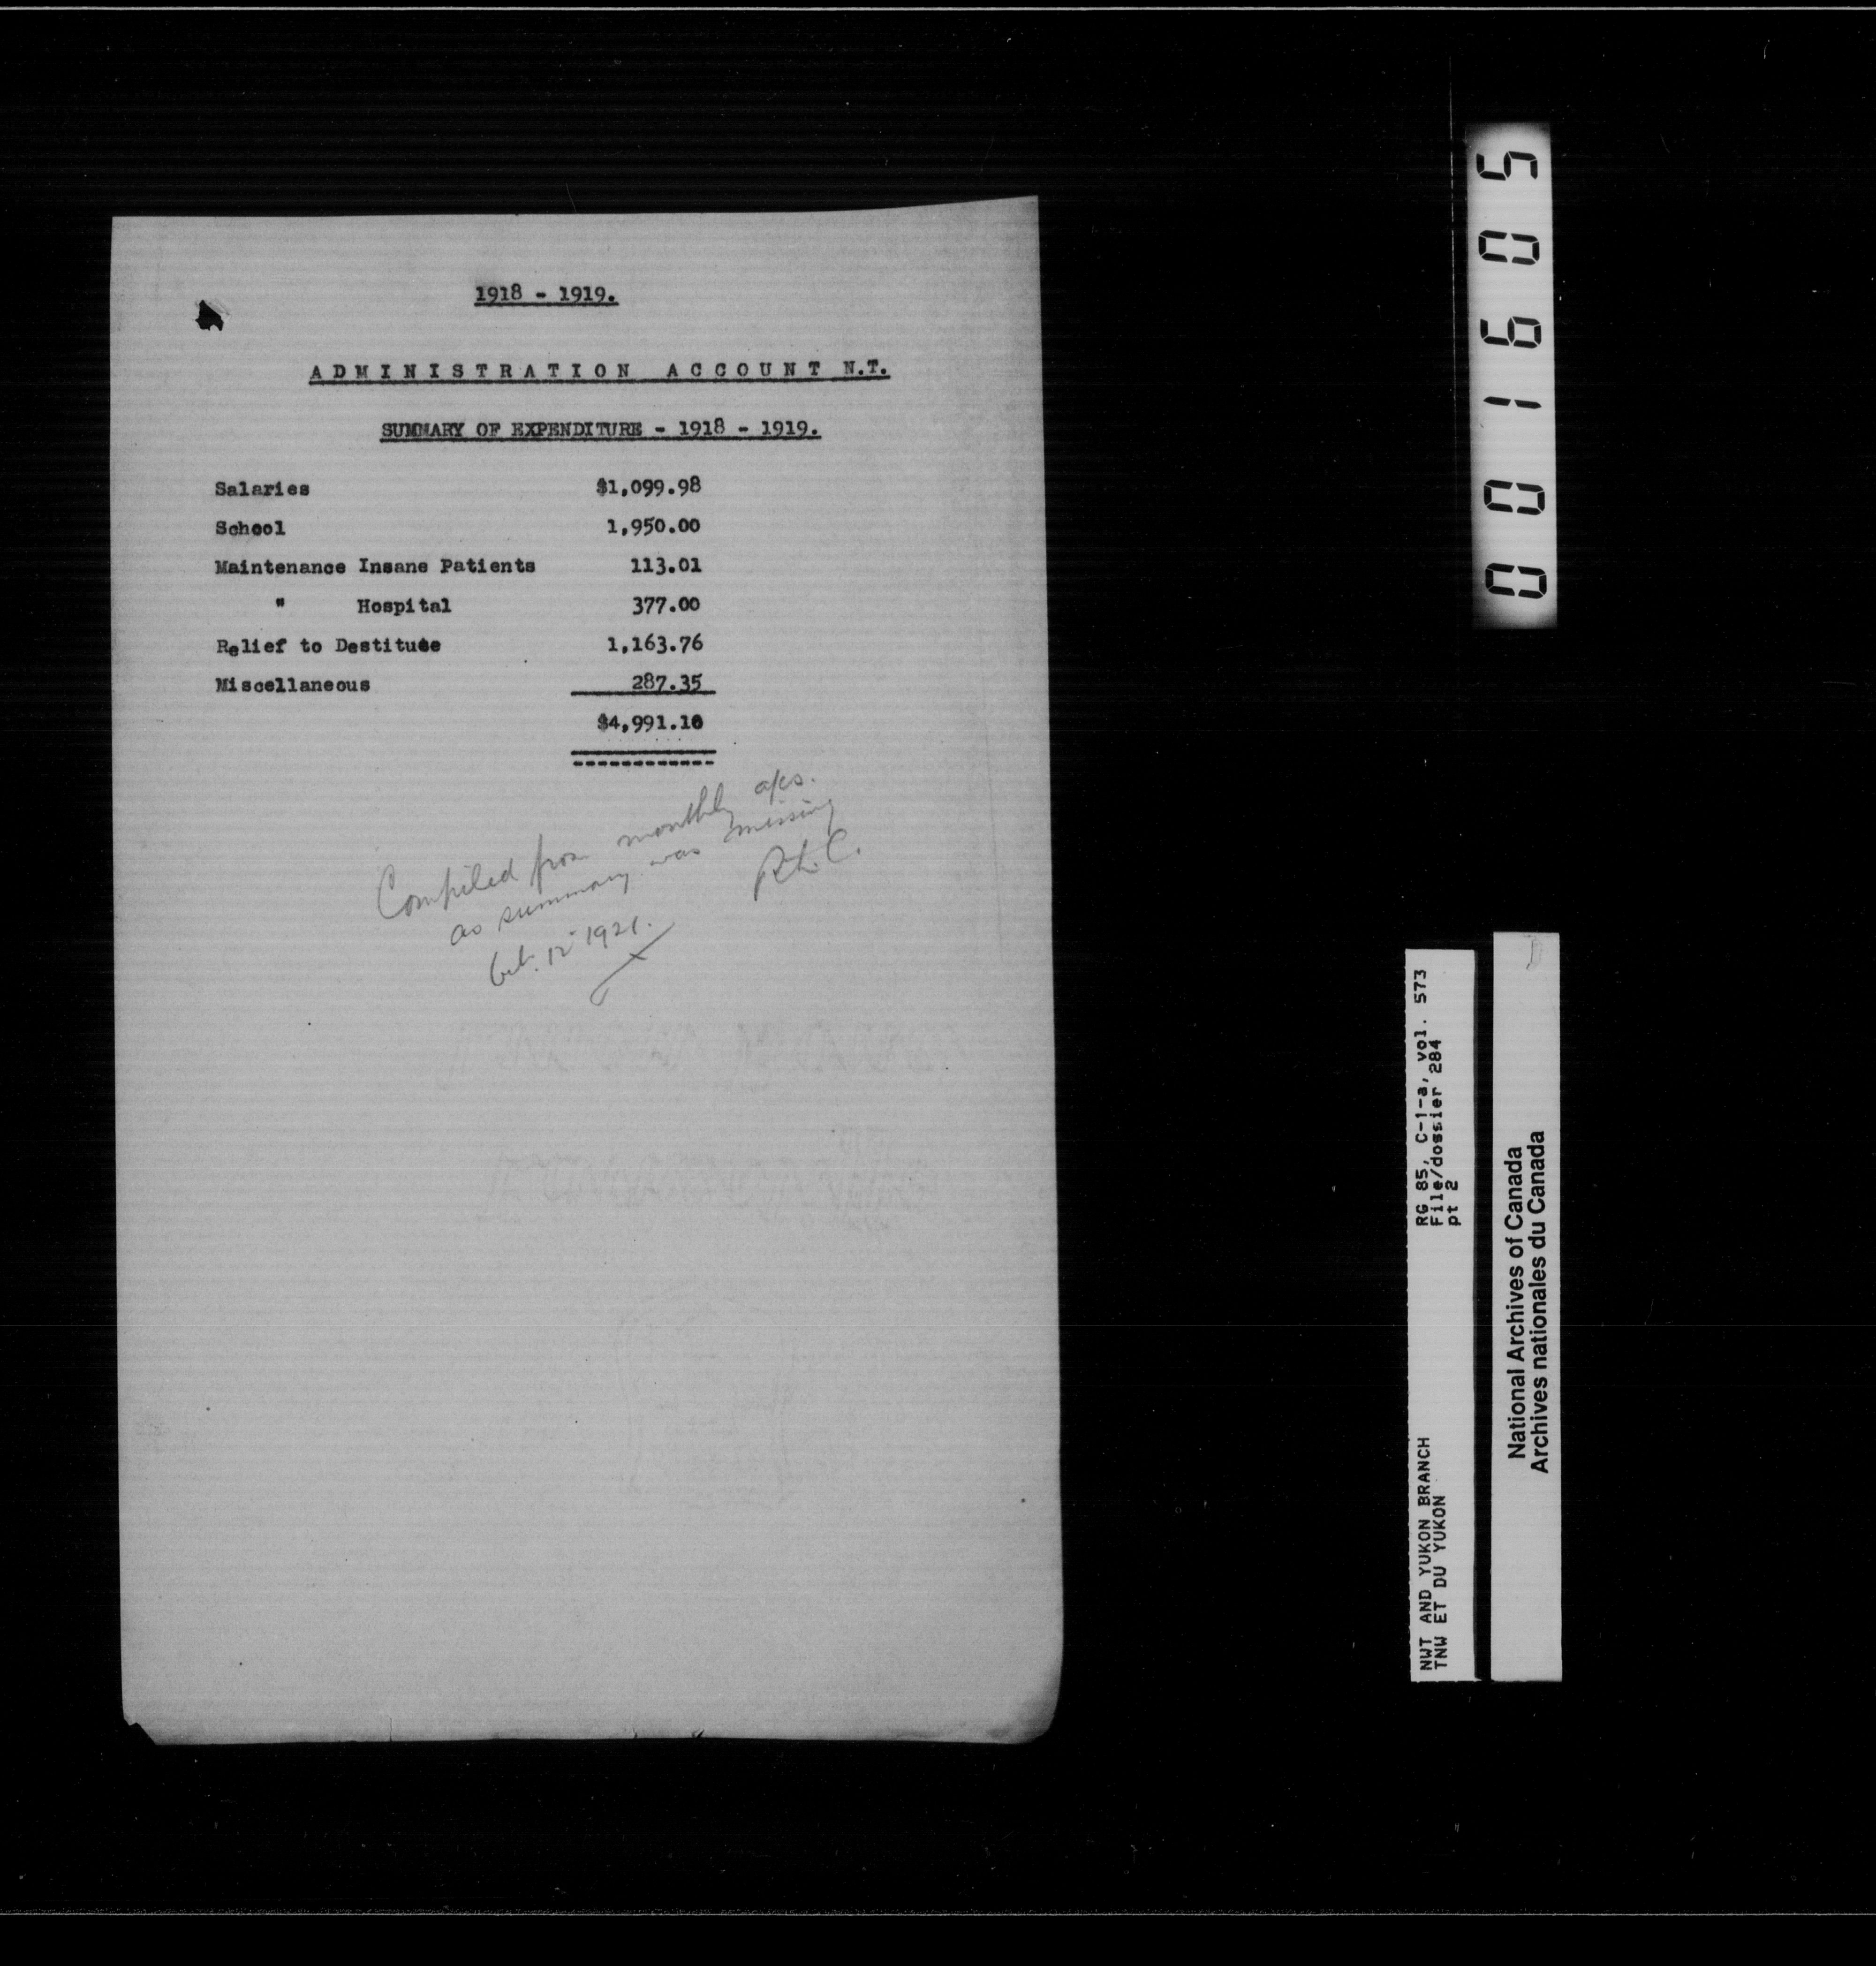 1918 - 1919.
ADMINISTRATION ACCOUNT N.T.
SUMMARY OF EXPENDITURE - 1918 - 1919.
Salaries $1,099.98
School 1,950.00
Maintenance Insane Patients 113.01
" Hospital 377.00
Relief to Destitute 1,163.76
Miscellaneous 287.35
$4,991.10
Compiled from monthly a/cs.
as summary was missing
Oct. 12 1921.
001605
RG 85, C-1-a, vol. 573
File/dossier 284
pt 2
NWT AND YUKON BRANCH
TNW ET DU YUKON
National Archives of Canada
Archives nationales du Canada